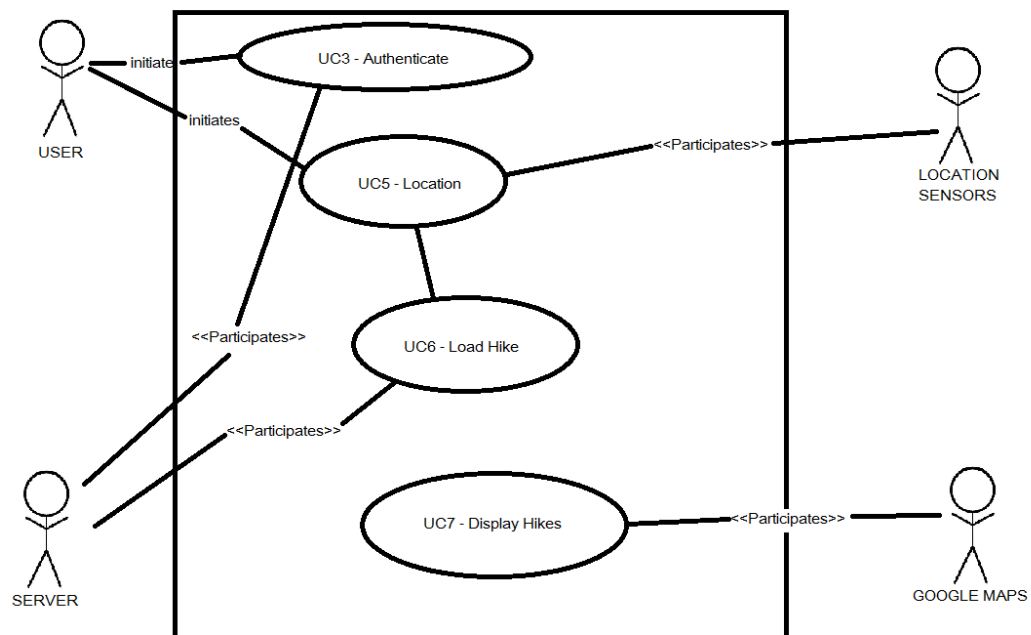 UC3 - Authenticate
initiate
initiates
USER
<<Participates>>
LOCATION
SENSORS
UC5 - Location
<<Participates>>
UC6 - Load Hike
<<Participates>>
UC7 - Display Hikes
<<Participates>>
SERVER
GOOGLE MAPS